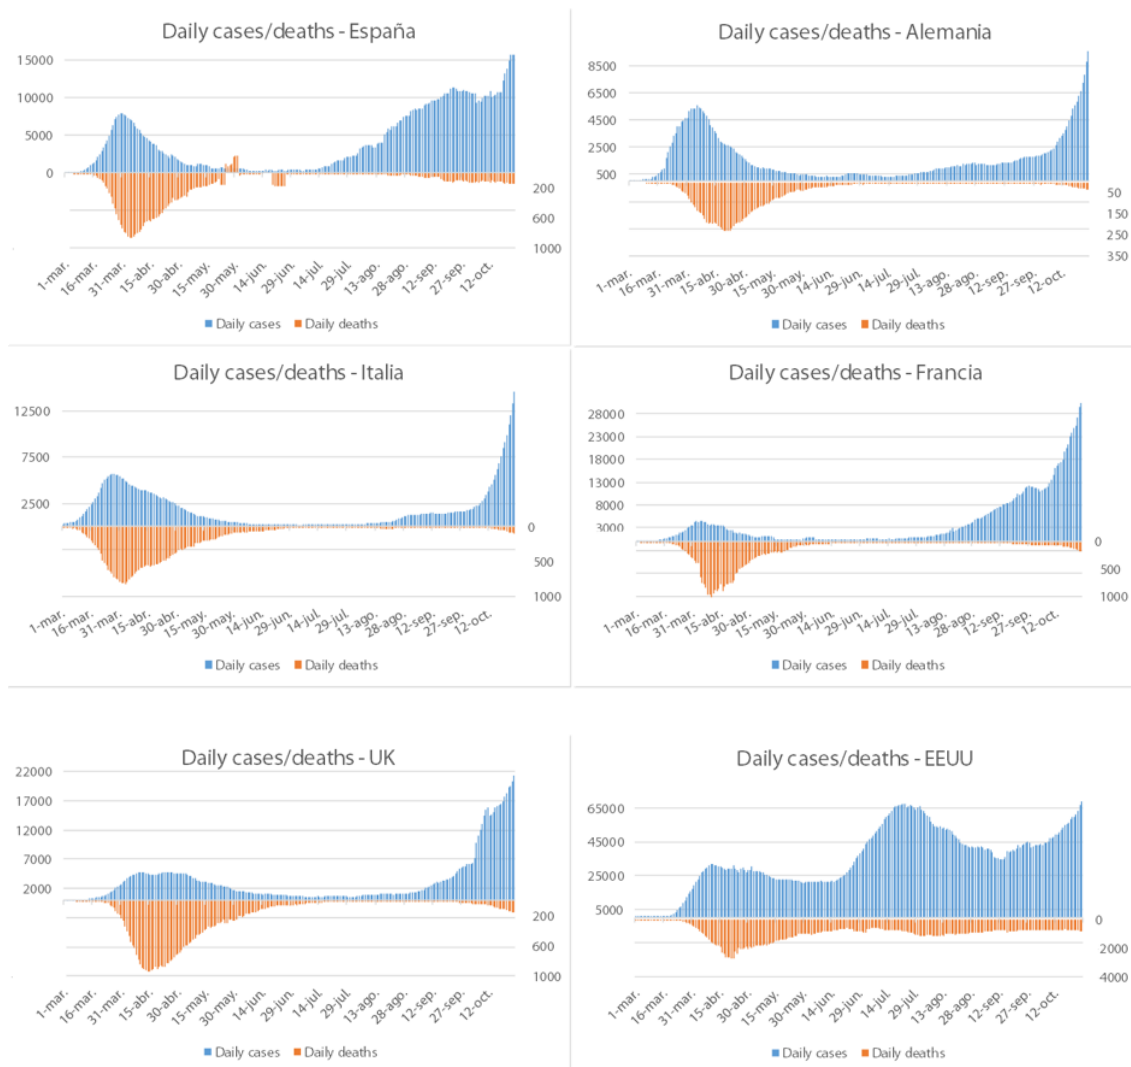 Daily cases/deaths - España
15000
10000
5000
0
200
600
1000
1-mar. 16-mar. 31-mar. 15-abr. 30-abr. 15-may. 30-may. 14-jun. 29-jun. 14-jul. 29-jul. 13-ago. 28-ago. 12-sep. 27-sep. 12-oct.
Daily cases Daily deaths
Daily cases/deaths - Alemania
8500
6500
4500
2500
500
50
150
250
350
1-mar. 16-mar. 31-mar. 15-abr. 30-abr. 15-may. 30-may. 14-jun. 29-jun. 14-jul. 29-jul. 13-ago. 28-ago. 12-sep. 27-sep. 12-oct.
Daily cases Daily deaths
Daily cases/deaths - Italia
12500
7500
2500
0
500
1000
1-mar. 16-mar. 31-mar. 15-abr. 30-abr. 15-may. 30-may. 14-jun. 29-jun. 14-jul. 29-jul. 13-ago. 28-ago. 12-sep. 27-sep. 12-oct.
Daily cases Daily deaths
Daily cases/deaths - Francia
28000
23000
18000
13000
8000
3000
0
500
1000
1-mar. 16-mar. 31-mar. 15-abr. 30-abr. 15-may. 30-may. 14-jun. 29-jun. 14-jul. 29-jul. 13-ago. 28-ago. 12-sep. 27-sep. 12-oct.
Daily cases Daily deaths
Daily cases/deaths - UK
22000
17000
12000
7000
2000
200
600
1000
1-mar. 16-mar. 31-mar. 15-abr. 30-abr. 15-may. 30-may. 14-jun. 29-jun. 14-jul. 29-jul. 13-ago. 28-ago. 12-sep. 27-sep. 12-oct.
Daily cases Daily deaths
Daily cases/deaths - EEUU
65000
45000
25000
5000
0
2000
4000
1-mar. 16-mar. 31-mar. 15-abr. 30-abr. 15-may. 30-may. 14-jun. 29-jun. 14-jul. 29-jul. 13-ago. 28-ago. 12-sep. 27-sep. 12-oct.
Daily cases Daily deaths